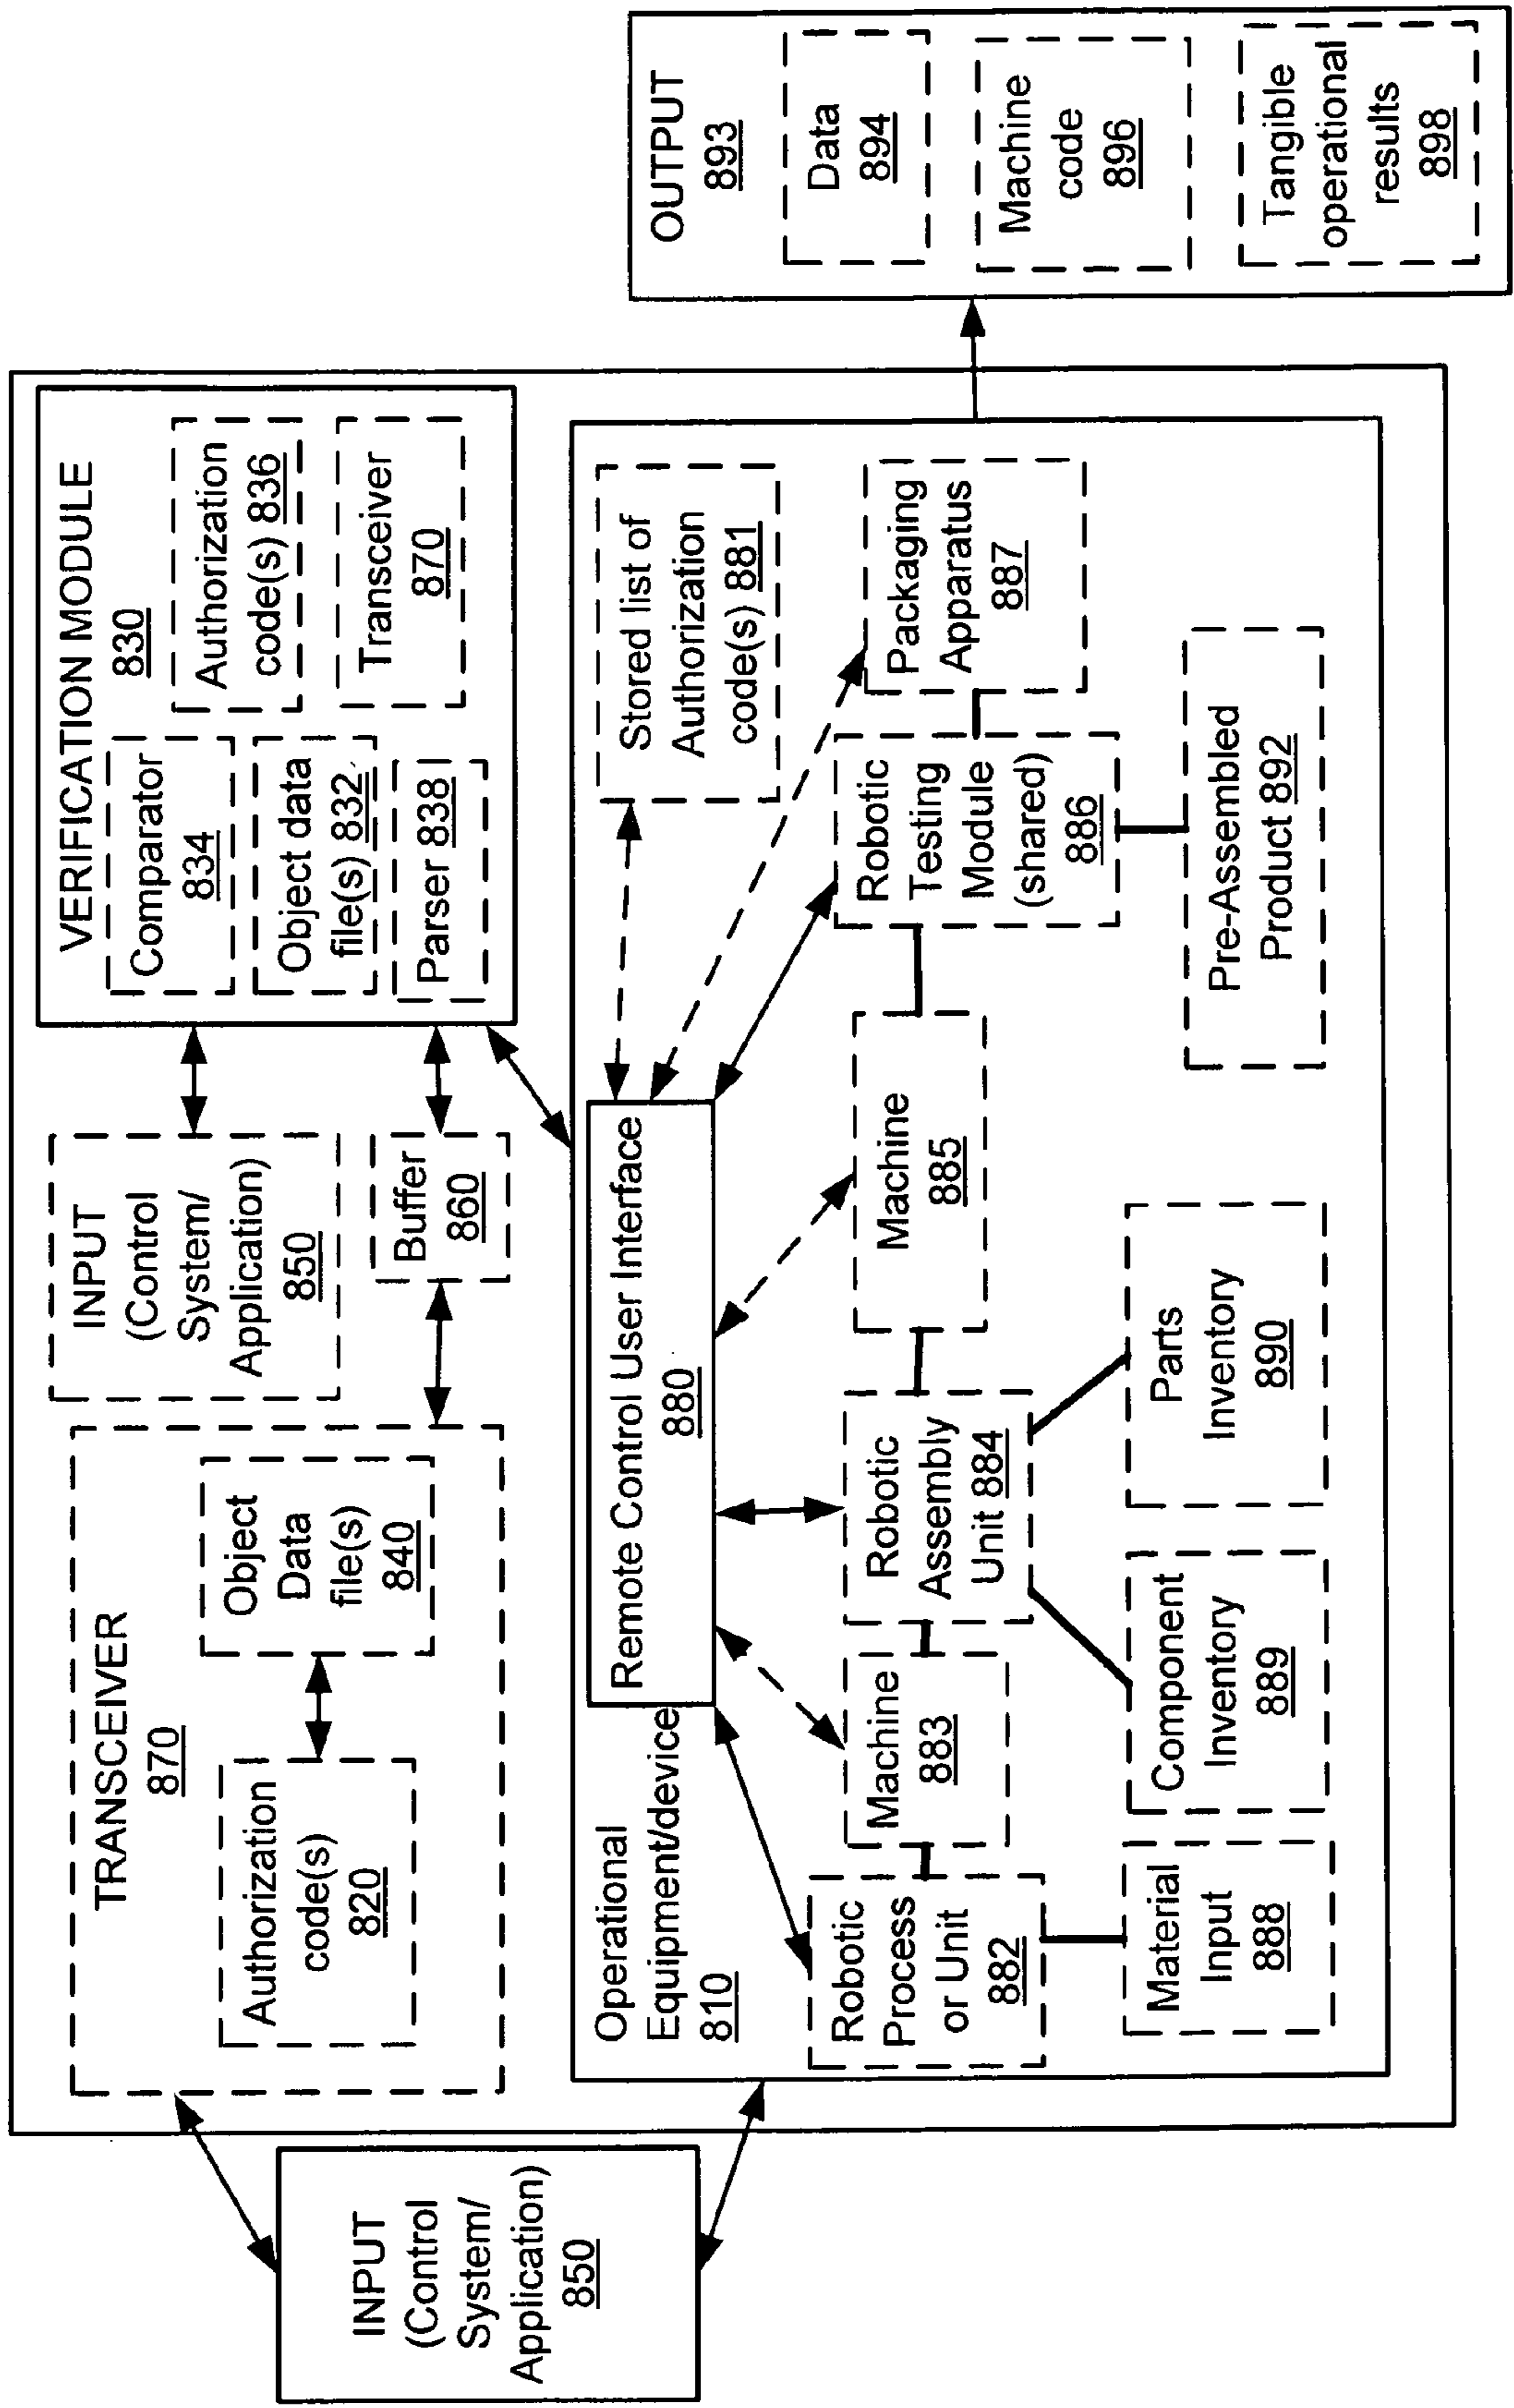 INPUT
(Control
System/
Application)
850
TRANSCEIVER
870
Authorization
code(s)
820
Object
Data
file(s)
840
INPUT
(Control
System/
Application)
850
Buffer
860
VERIFICATION MODULE
830
Comparator
834
Object data
file(s) 832
Parser 838
Authorization
code(s) 836
Transceiver
870
Operational
Equipment/device
810
Remote Control User Interface
880
Stored list of
Authorization
code(s) 881
Robotic
Process
or Unit
882
Machine
883
Robotic
Assembly
Unit 884
Machine
885
Robotic
Testing
Module
(shared)
886
Packaging
Apparatus
887
Material
Input
888
Component
Inventory
889
Parts
Inventory
890
Pre-Assembled
Product 892
OUTPUT
893
Data
894
Machine
code
896
Tangible
operational
results
898